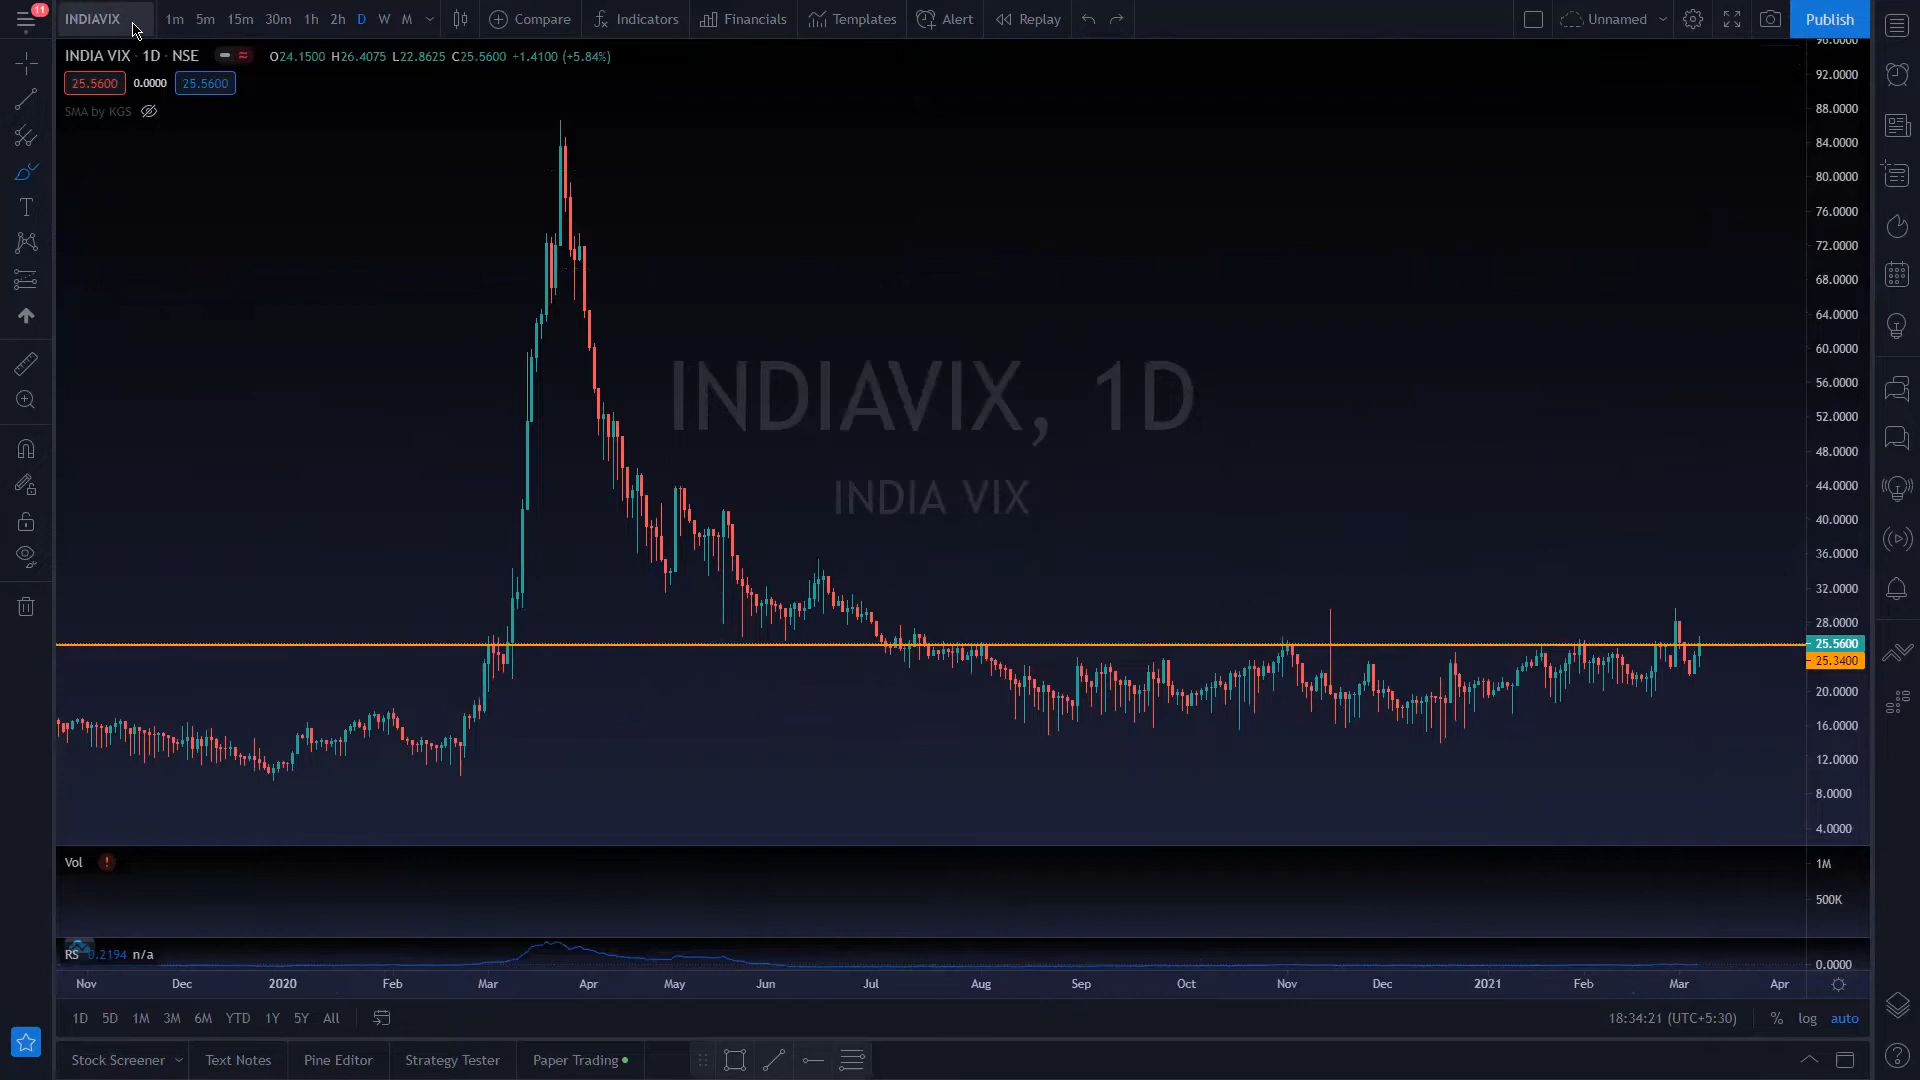 11
INDIAVIX
1m 5m 15m 30m 1h 2h D W M
Compare
Indicators
Financials
Templates
Alert
Replay
Unnamed
Publish
INDIA VIX · 1D · NSE
O24.1500 H26.4075 L22.8625 C25.5600 +1.4100 (+5.84%)
25.5600 0.0000 25.5600
SMA by KGS
96.0000
92.0000
88.0000
84.0000
80.0000
76.0000
72.0000
68.0000
64.0000
60.0000
56.0000
52.0000
48.0000
44.0000
40.0000
36.0000
32.0000
28.0000
25.5600
25.3400
20.0000
16.0000
12.0000
8.0000
4.0000
INDIAVIX, 1D
INDIA VIX
Vol !
1M
500K
RS 0.2194 n/a
0.0000
Nov Dec 2020 Feb Mar Apr May Jun Jul Aug Sep Oct Nov Dec 2021 Feb Mar Apr
1D 5D 1M 3M 6M YTD 1Y 5Y All
18:34:21 (UTC+5:30) % log auto
Stock Screener Text Notes Pine Editor Strategy Tester Paper Trading